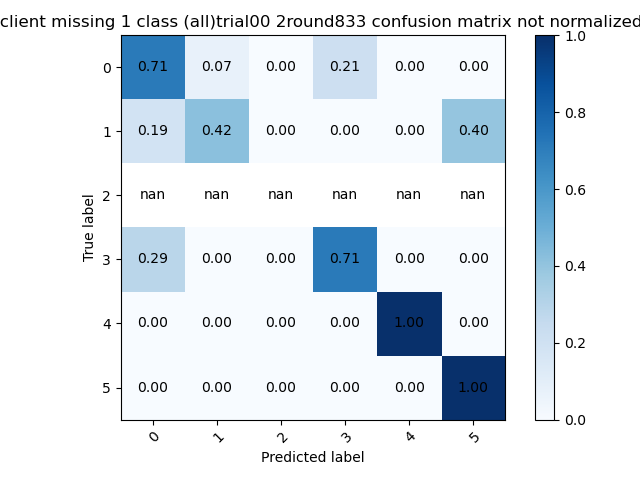 client missing 1 class (all)trial00 2round833 confusion matrix not normalized
0 0.71 0.07 0.00 0.21 0.00 0.00
1 0.19 0.42 0.00 0.00 0.00 0.40
2 nan nan nan nan nan nan
3 0.29 0.00 0.00 0.71 0.00 0.00
4 0.00 0.00 0.00 0.00 1.00 0.00
5 0.00 0.00 0.00 0.00 0.00 1.00
0 1 2 3 4 5
True label
Predicted label
1.0
0.8
0.6
0.4
0.2
0.0